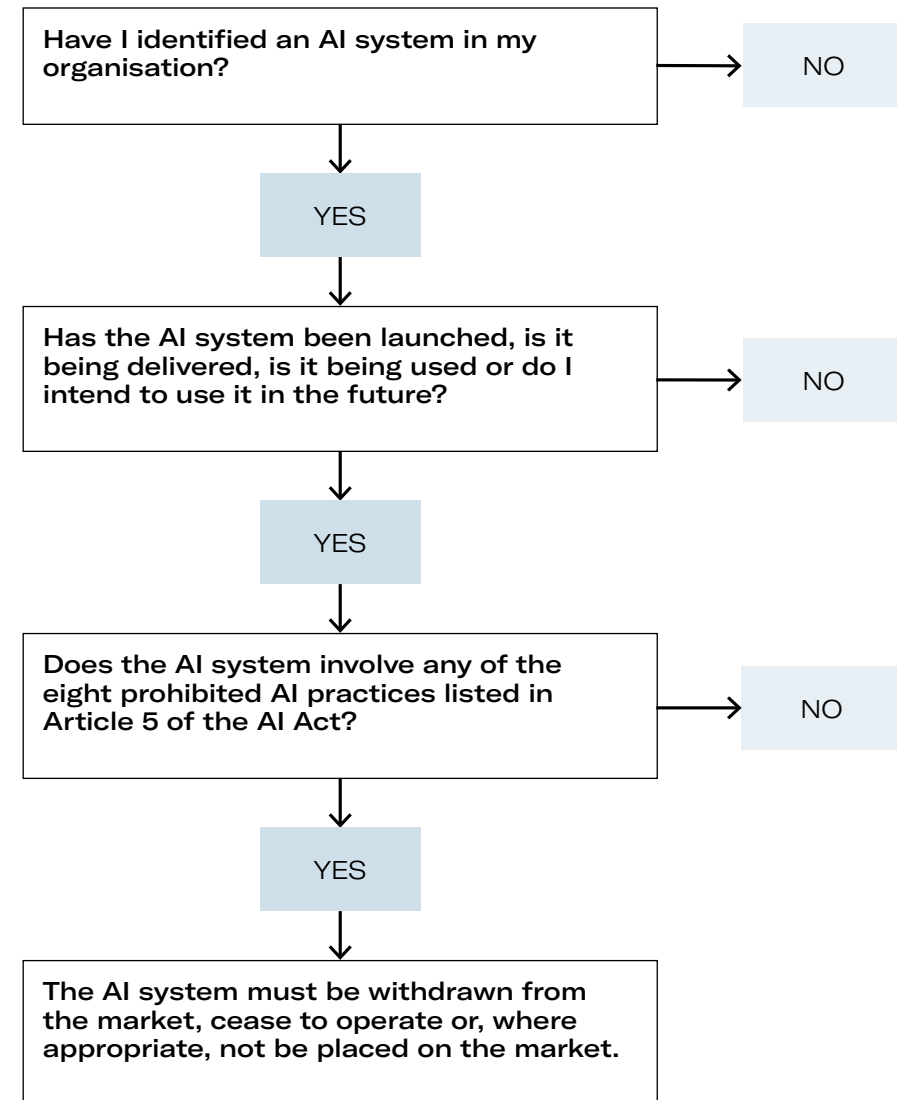 Have I identified an AI system in my
organisation?
NO
YES
Has the AI system been launched, is it
being delivered, is it being used or do I
intend to use it in the future?
NO
YES
Does the AI system involve any of the
eight prohibited AI practices listed in
Article 5 of the AI Act?
NO
YES
The AI system must be withdrawn from
the market, cease to operate or, where
appropriate, not be placed on the market.